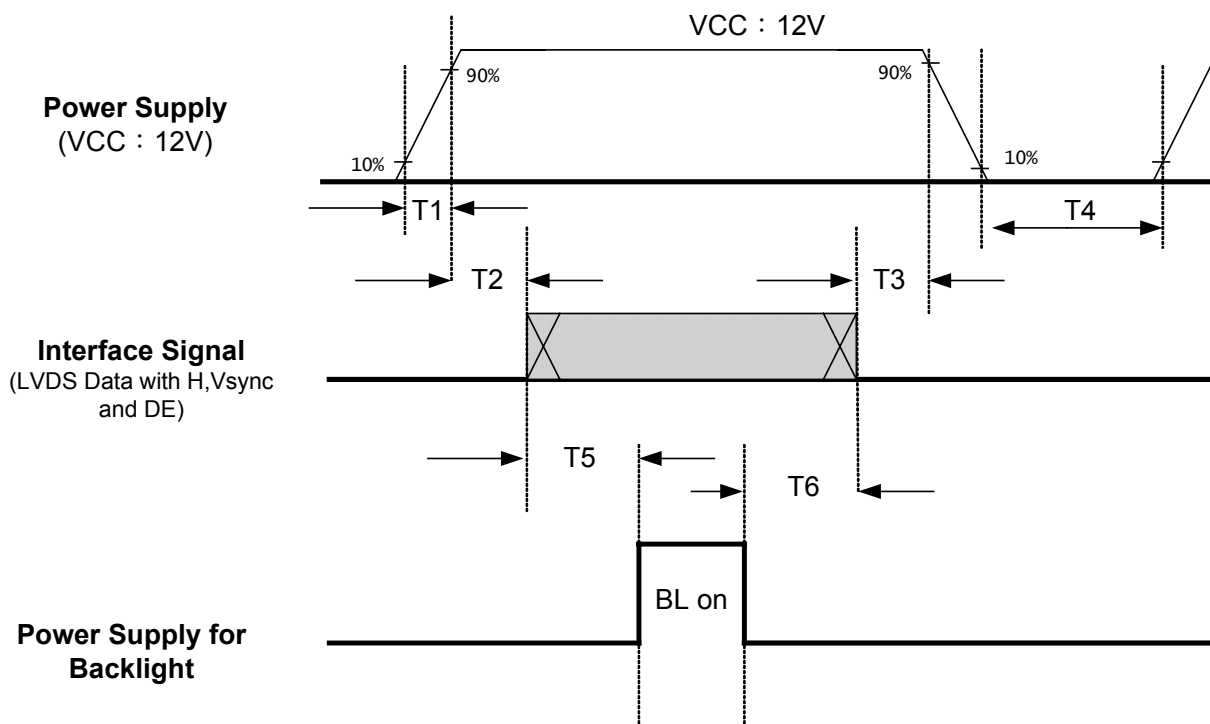 VCC：12V
90%
90%
Power Supply
(VCC：12V)
10%
10%
T1
T4
T2
T3
Interface Signal
(LVDS Data with H,Vsync
and DE)
T5
T6
BL on
Power Supply for
Backlight